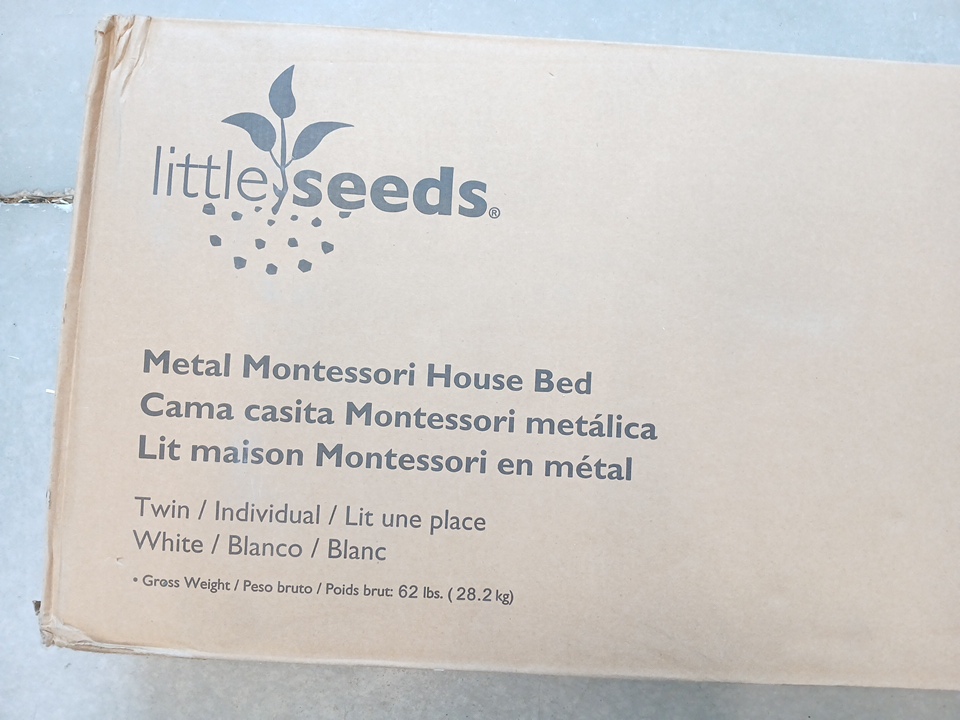 little seeds®
Metal Montessori House Bed
Cama casita Montessori metálica
Lit maison Montessori en métal
Twin / Individual / Lit une place
White / Blanco / Blanc
• Gross Weight / Peso bruto / Poids brut: 62 lbs. ( 28.2 kg)